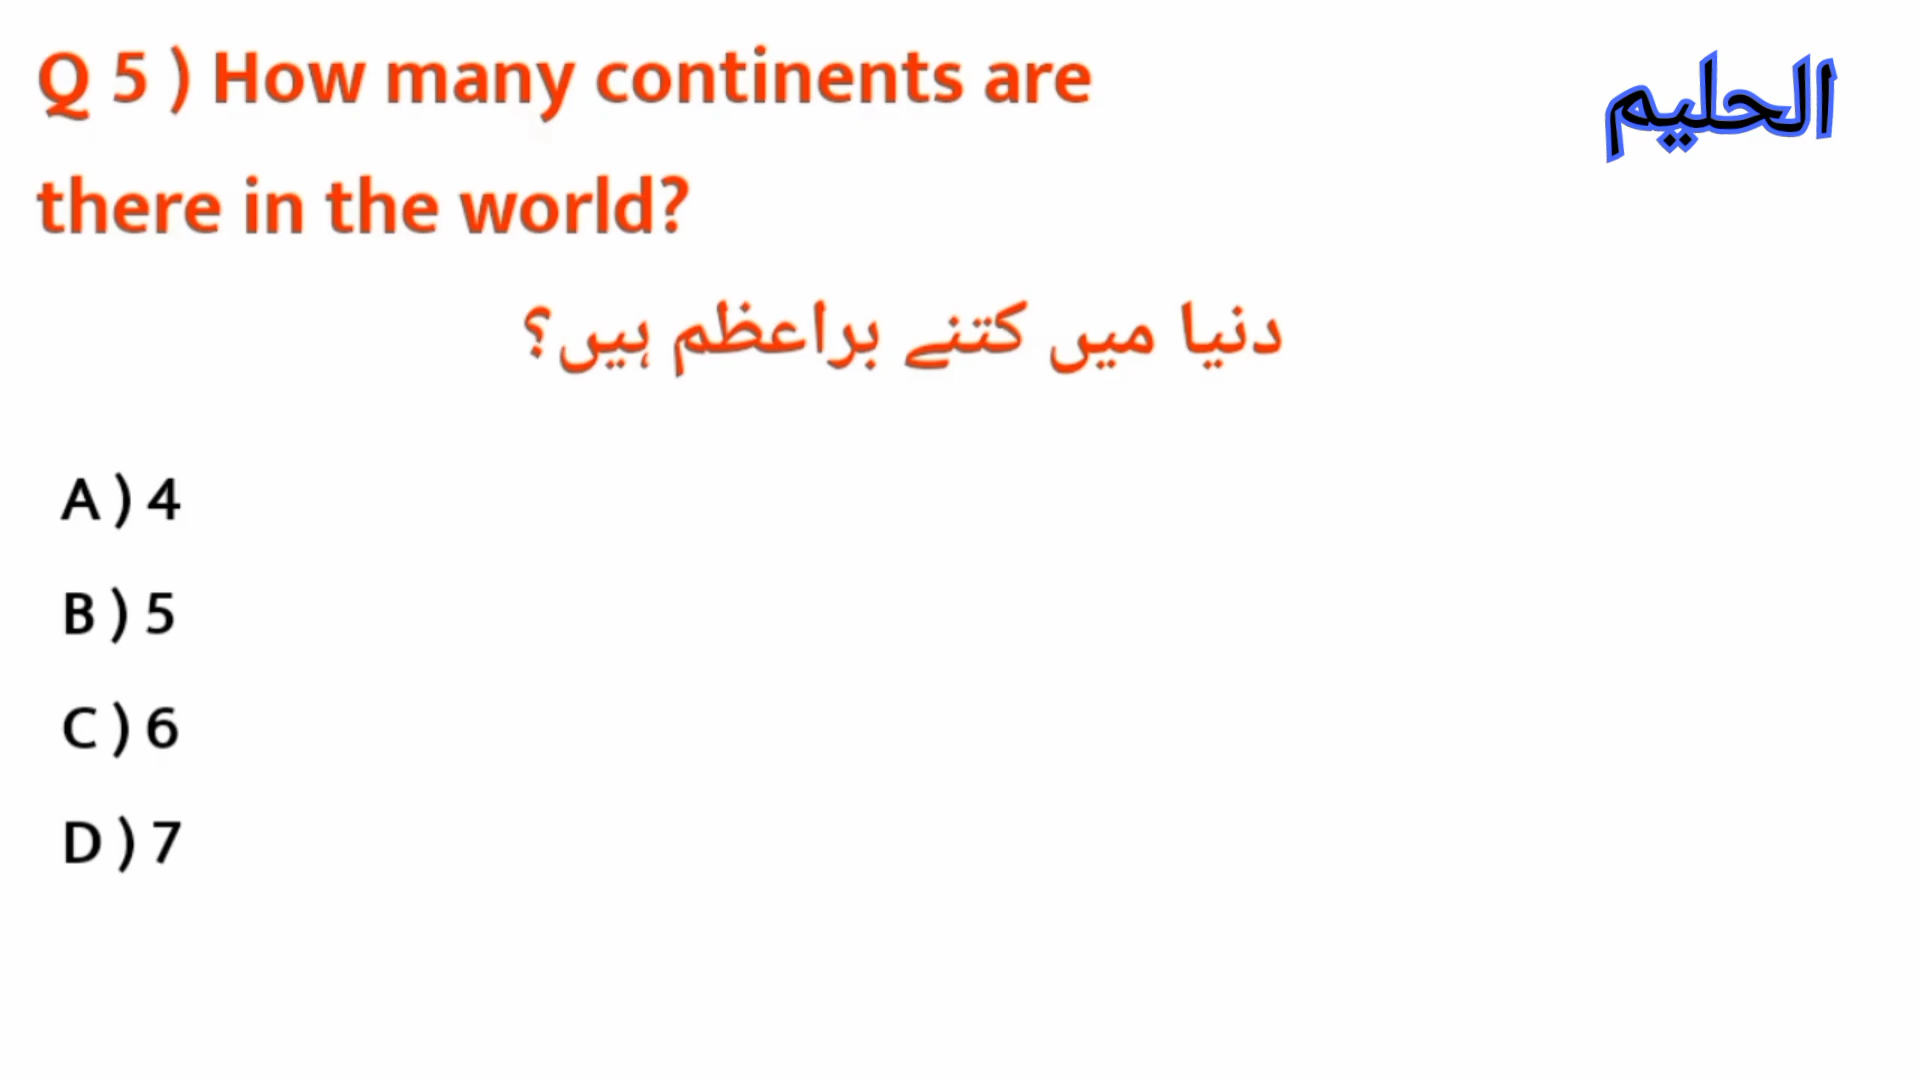 Q 5 ) How many continents are
الحلیم
there in the world?
دنیا میں کتنے براعظم ہیں؟
A ) 4
B ) 5
C ) 6
D ) 7